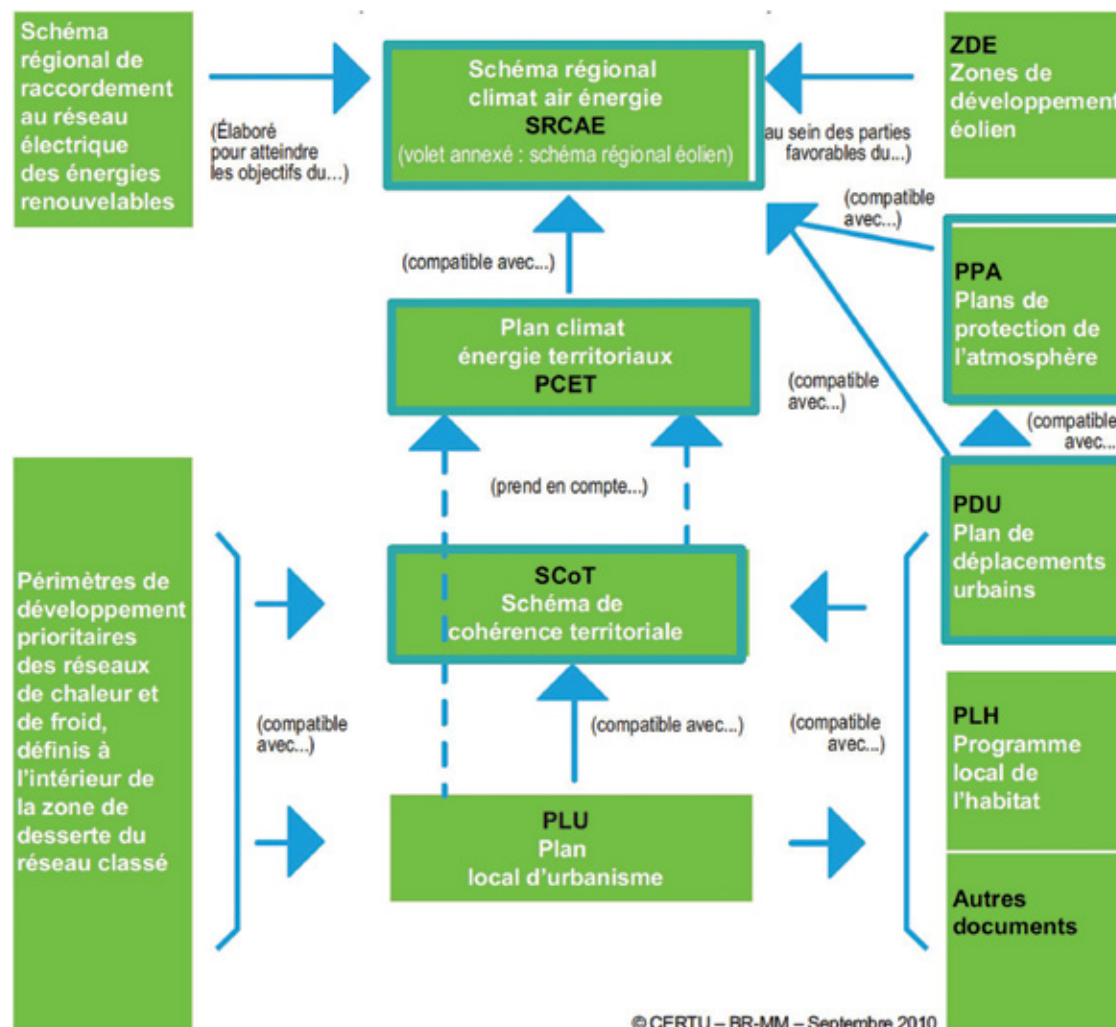 Schéma
régional de
raccordement
au réseau
électrique
des énergies
renouvelables
(Élaboré
pour atteindre
les objectifs du...)
Schéma régional
climat air énergie
SRCAE
(volet annexé : schéma régional éolien)
au sein des parties
favorables du...)
ZDE
Zones de
développement
éolien
(compatible
avec...)
(compatible avec...)
PPA
Plans de
protection de
l'atmosphère
Plan climat
énergie territoriaux
PCET
(compatible
avec...)
(compatible
avec...
(prend en compte...)
PDU
Plan de
déplacements
urbains
Périmètres de
développement
prioritaires
des réseaux
de chaleur et
de froid,
définis à
l'intérieur de
la zone de
desserte du
réseau classé
SCoT
Schéma de
cohérence territoriale
(compatible
avec...)
(compatible avec...)
(compatible
avec...)
PLH
Programme
local de
l'habitat
PLU
Plan
local d'urbanisme
Autres
documents
© CERTU – BR-MM – Septembre 2010